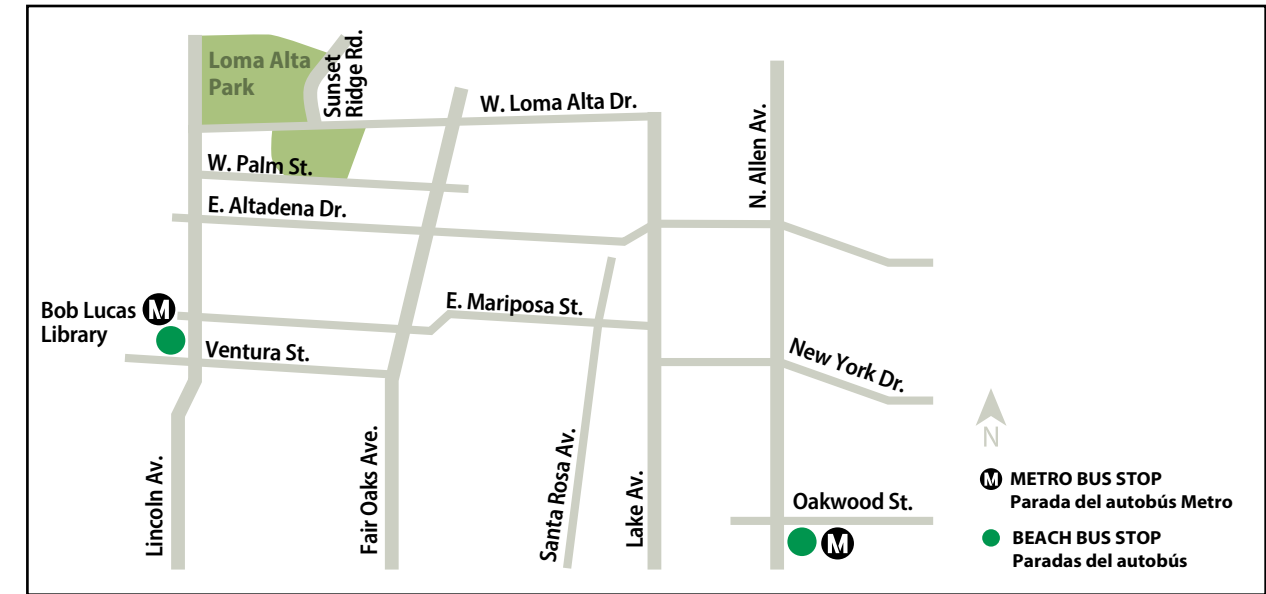 Loma Alta
Park
Sunset
Ridge Rd.
W. Loma Alta Dr.
N. Allen Av.
W. Palm St.
E. Altadena Dr.
Bob Lucas
Library
M
E. Mariposa St.
Ventura St.
New York Dr.
Lincoln Av.
Fair Oaks Ave.
Santa Rosa Av.
Lake Av.
Oakwood St.
M
N
M METRO BUS STOP
Parada del autobús Metro
BEACH BUS STOP
Paradas del autobús